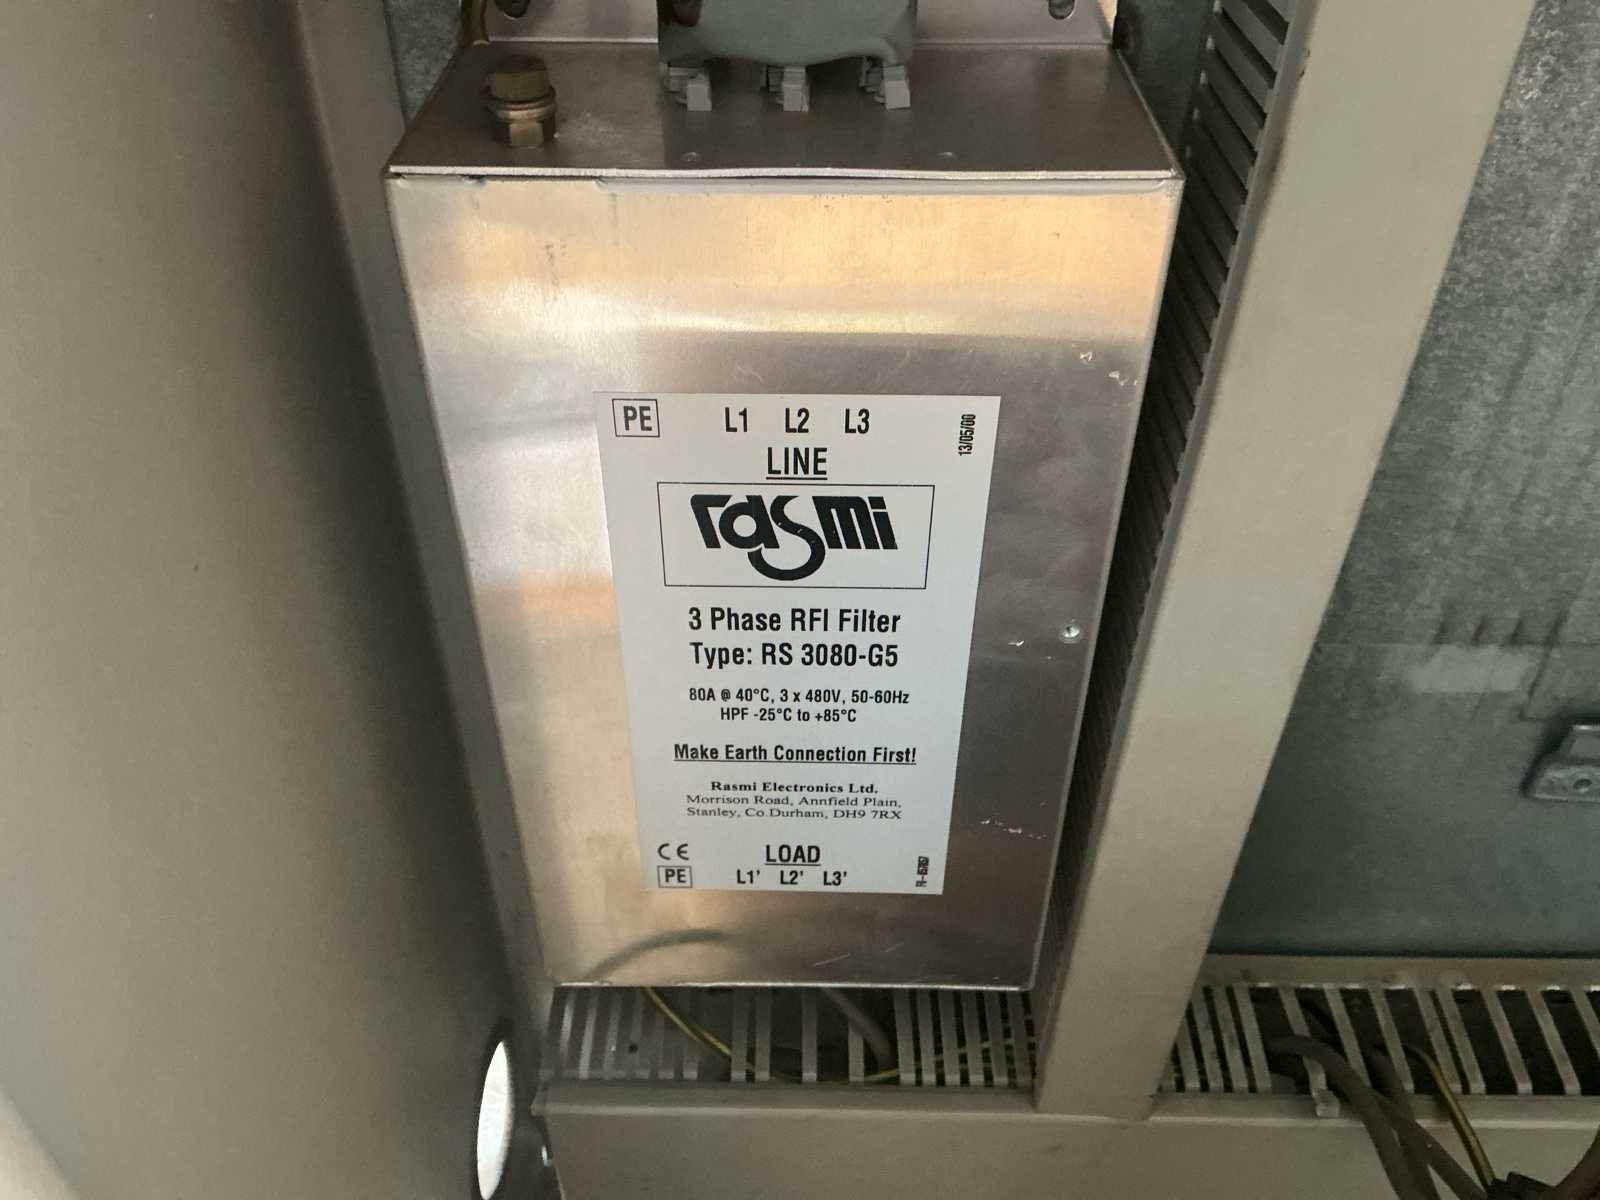 PE L1 L2 L3
13/05/00
LINE
rasmi
3 Phase RFI Filter
Type: RS 3080-G5
80A @ 40°C, 3 x 480V, 50-60Hz
HPF -25°C to +85°C
Make Earth Connection First!
Rasmi Electronics Ltd.
Morrison Road, Annfield Plain,
Stanley, Co.Durham, DH9 7RX
CE LOAD
PE L1' L2' L3'